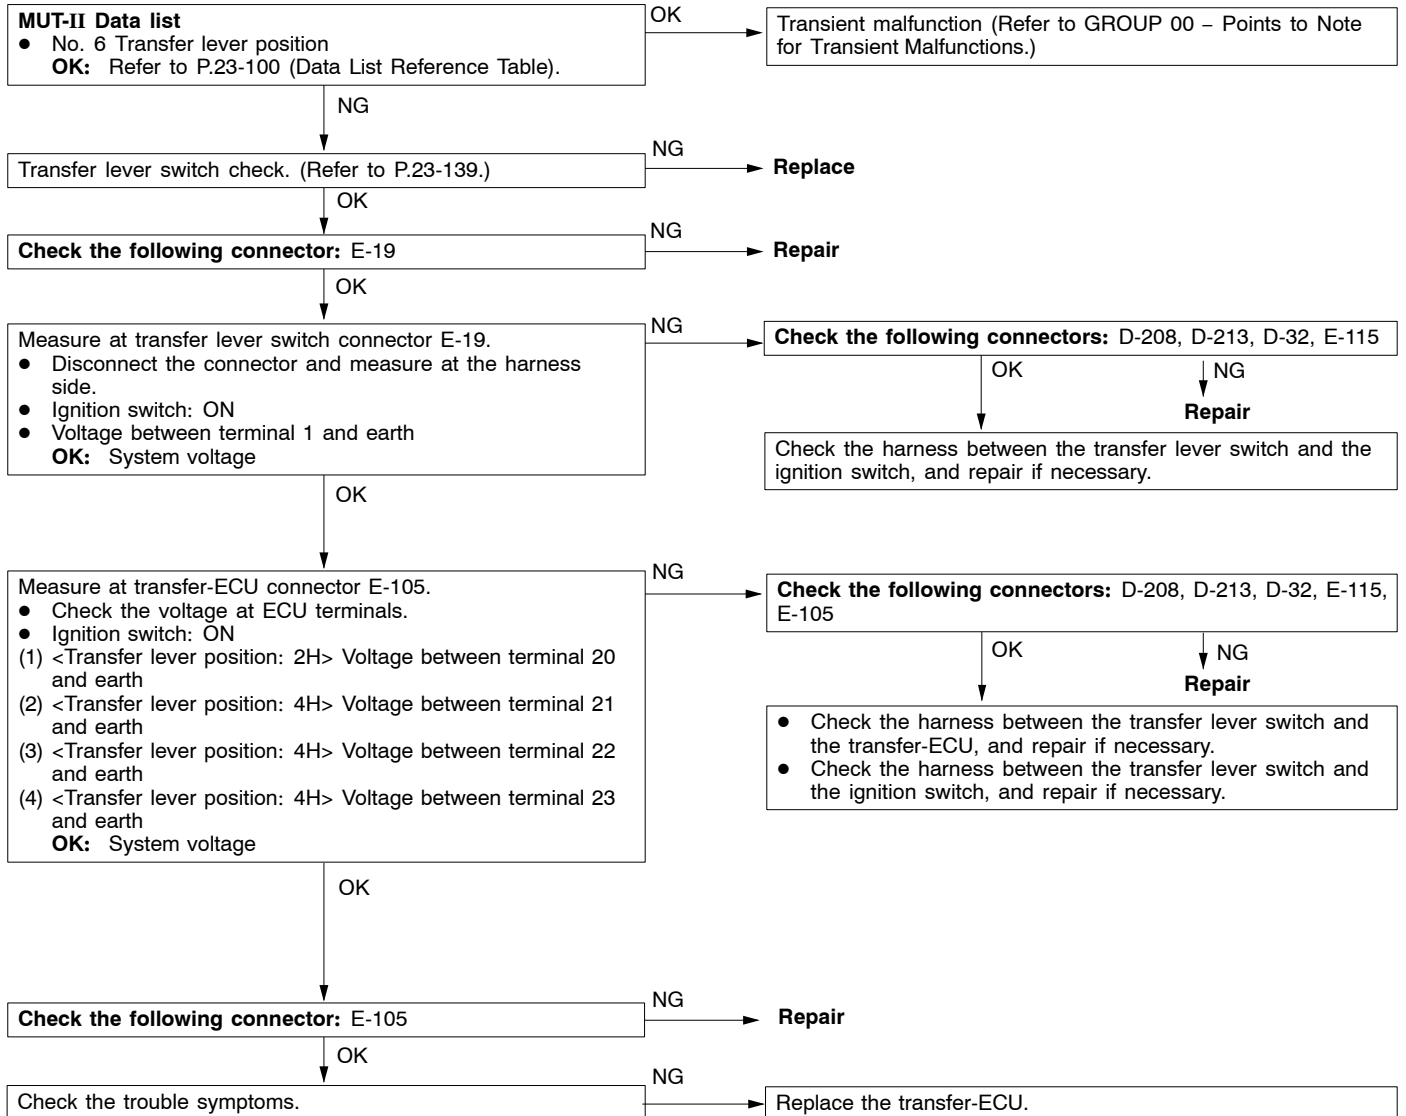 MUT-II Data list
● No. 6 Transfer lever position
OK: Refer to P.23-100 (Data List Reference Table).
OK
Transient malfunction (Refer to GROUP 00 – Points to Note
for Transient Malfunctions.)
NG
Transfer lever switch check. (Refer to P.23-139.)
NG
Replace
OK
Check the following connector: E-19
NG
Repair
OK
Measure at transfer lever switch connector E-19.
● Disconnect the connector and measure at the harness
side.
● Ignition switch: ON
● Voltage between terminal 1 and earth
OK: System voltage
NG
Check the following connectors: D-208, D-213, D-32, E-115
OK
NG
Repair
Check the harness between the transfer lever switch and the
ignition switch, and repair if necessary.
OK
Measure at transfer-ECU connector E-105.
● Check the voltage at ECU terminals.
● Ignition switch: ON
(1) <Transfer lever position: 2H> Voltage between terminal 20
and earth
(2) <Transfer lever position: 4H> Voltage between terminal 21
and earth
(3) <Transfer lever position: 4H> Voltage between terminal 22
and earth
(4) <Transfer lever position: 4H> Voltage between terminal 23
and earth
OK: System voltage
NG
Check the following connectors: D-208, D-213, D-32, E-115,
E-105
OK
NG
Repair
● Check the harness between the transfer lever switch and
the transfer-ECU, and repair if necessary.
● Check the harness between the transfer lever switch and
the ignition switch, and repair if necessary.
OK
Check the following connector: E-105
NG
Repair
OK
Check the trouble symptoms.
NG
Replace the transfer-ECU.